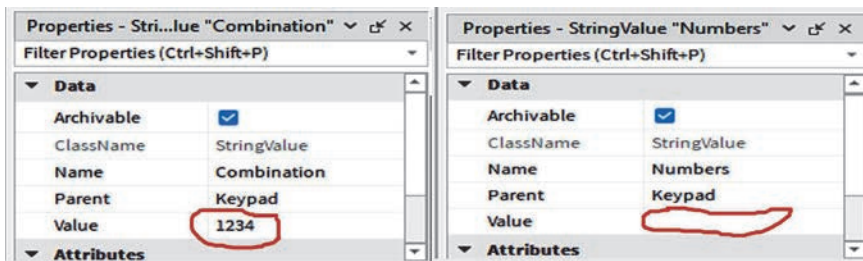 Properties - Stri...lue "Combination"
Filter Properties (Ctrl+Shift+P)
Data
Archivable
ClassName StringValue
Name Combination
Parent Keypad
Value 1234
Attributes
Properties - StringValue "Numbers"
Filter Properties (Ctrl+Shift+P)
Data
Archivable
ClassName StringValue
Name Numbers
Parent Keypad
Value
Attributes